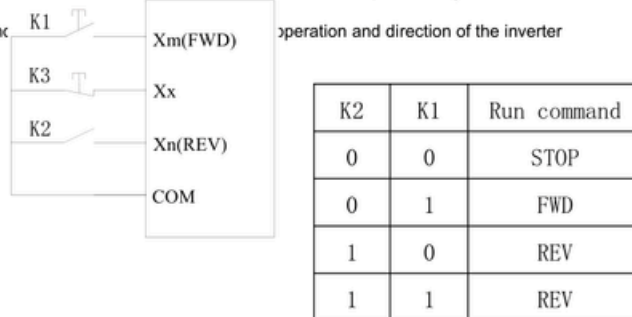 operation and direction of the inverter
K1
Xm(FWD)
K3
Xx
K2
Xn(REV)
COM
K2 K1 Run command
0 0 STOP
0 1 FWD
1 0 REV
1 1 REV